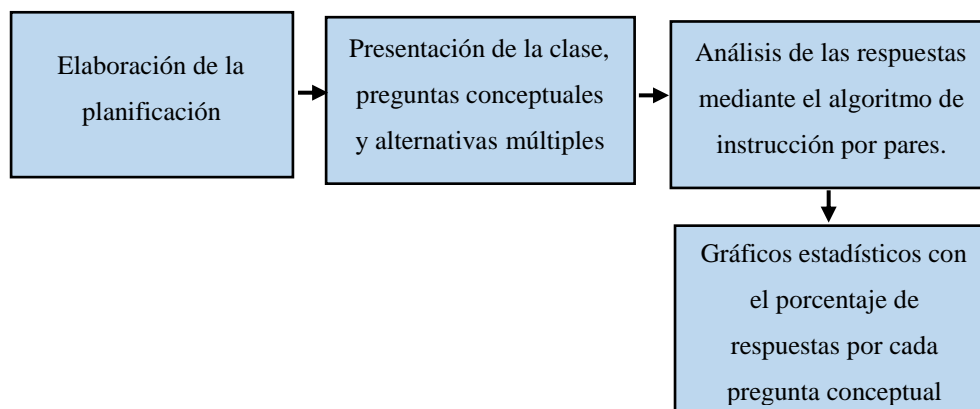 Elaboración de la
planificación
Presentación de la clase,
preguntas conceptuales
y alternativas múltiples
Análisis de las respuestas
mediante el algoritmo de
instrucción por pares.
Gráficos estadísticos con
el porcentaje de
respuestas por cada
pregunta conceptual